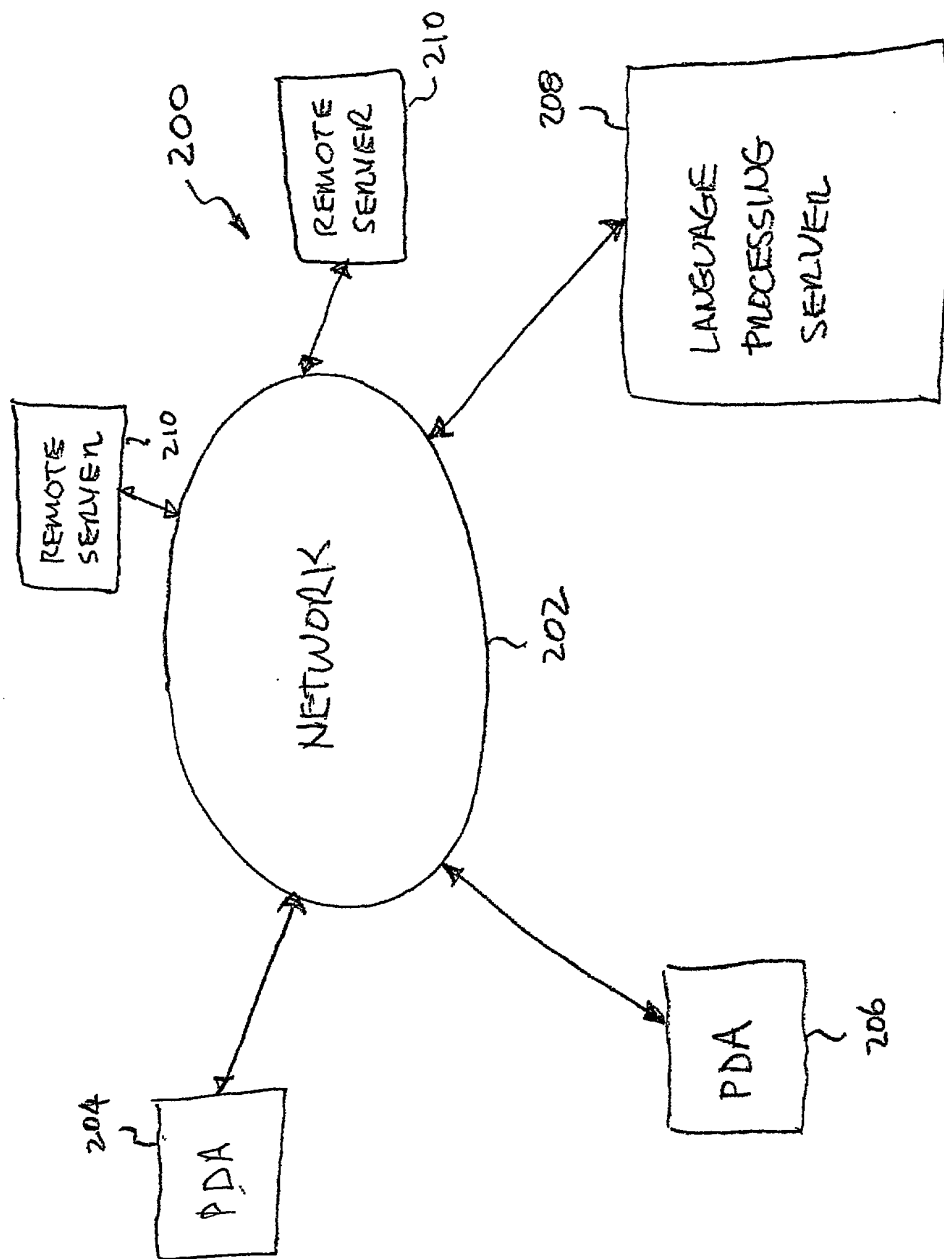 200
REMOTE
SERVER
210
REMOTE
SERVER
210
204
PDA
NETWORK
202
208
LANGUAGE
PROCESSING
SERVER
PDA
206